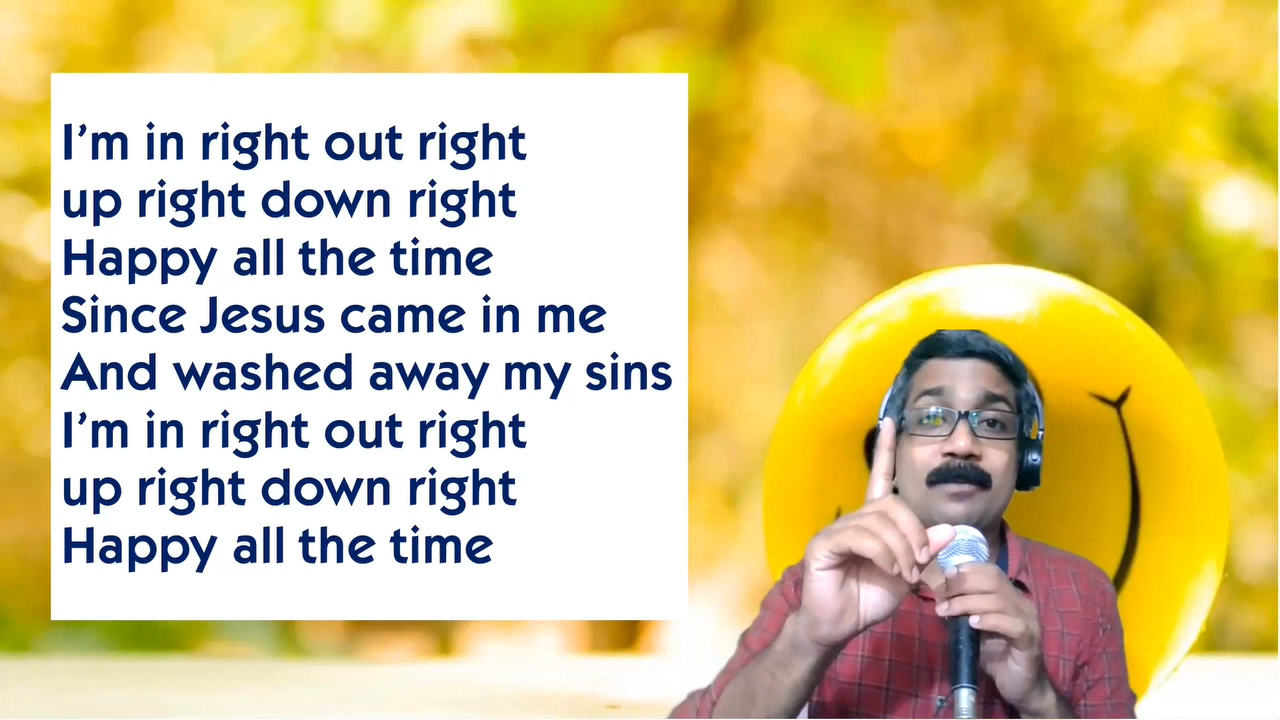 I'm in right out right
up right down right
Happy all the time
Since Jesus came in me
And washed away my sins
I'm in right out right
up right down right
Happy all the time